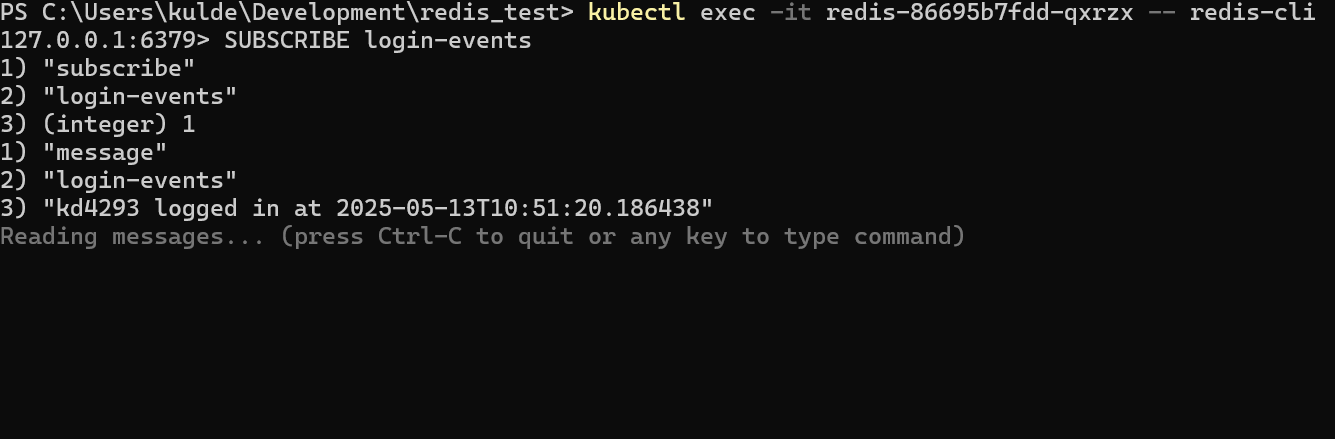 PS C:\Users\kulde\Development\redis_test> kubectl exec -it redis-86695b7fdd-qxrzx -- redis-cli
127.0.0.1:6379> SUBSCRIBE login-events
1) "subscribe"
2) "login-events"
3) (integer) 1
1) "message"
2) "login-events"
3) "kd4293 logged in at 2025-05-13T10:51:20.186438"
Reading messages... (press Ctrl-C to quit or any key to type command)